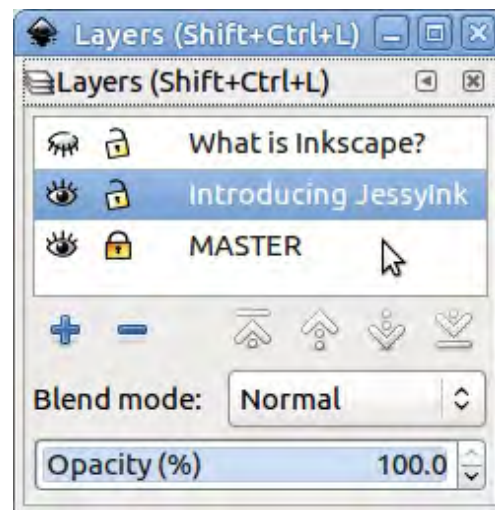 Layers (Shift+Ctrl+L)
Layers (Shift+Ctrl+L)
What is Inkscape?
Introducing JessyInk
MASTER
Blend mode: Normal
Opacity (%) 100.0